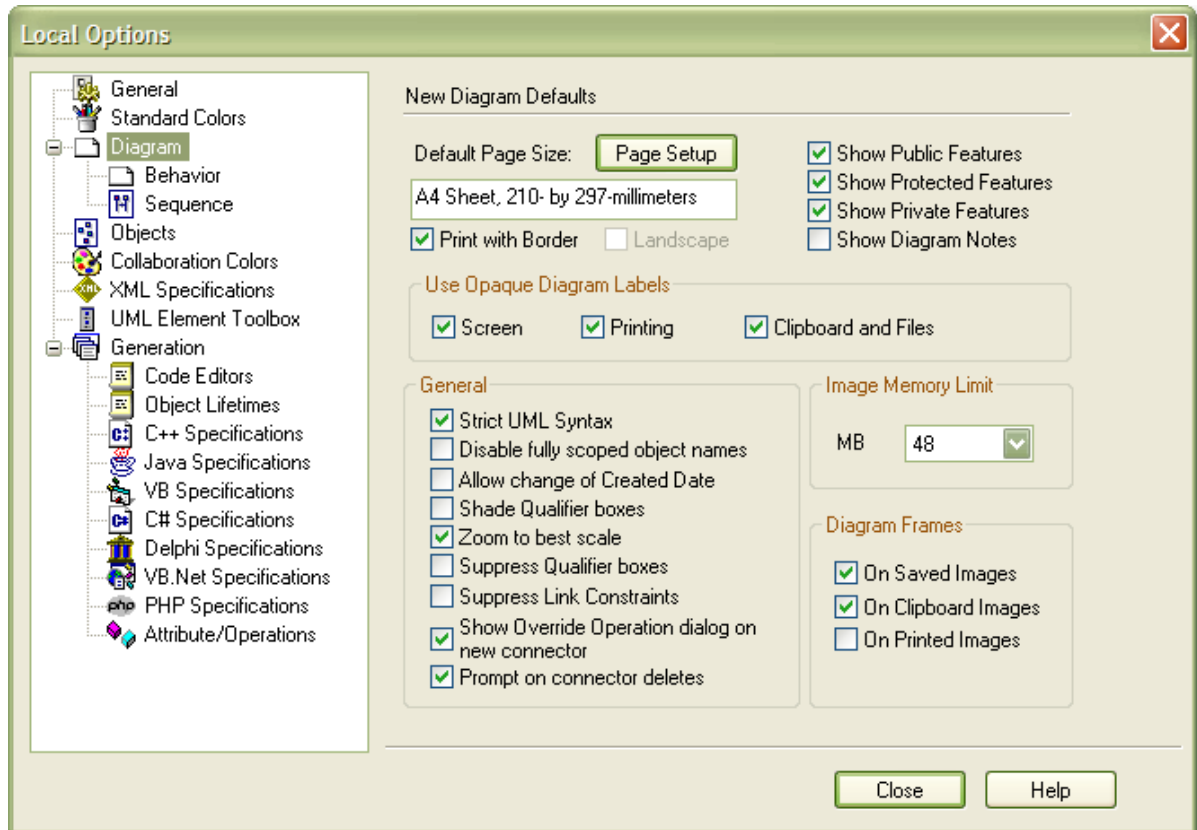 Local Options
General
Standard Colors
Diagram
Behavior
Sequence
Objects
Collaboration Colors
XML Specifications
UML Element Toolbox
Generation
Code Editors
Object Lifetimes
C++ Specifications
Java Specifications
VB Specifications
C# Specifications
Delphi Specifications
VB.Net Specifications
php PHP Specifications
Attribute/Operations
New Diagram Defaults
Default Page Size:
Page Setup
A4 Sheet, 210- by 297-millimeters
Print with Border
Landscape
Show Public Features
Show Protected Features
Show Private Features
Show Diagram Notes
Use Opaque Diagram Labels
Screen
Printing
Clipboard and Files
General
Strict UML Syntax
Disable fully scoped object names
Allow change of Created Date
Shade Qualifier boxes
Zoom to best scale
Suppress Qualifier boxes
Suppress Link Constraints
Show Override Operation dialog on
new connector
Prompt on connector deletes
Image Memory Limit
MB
48
Diagram Frames
On Saved Images
On Clipboard Images
On Printed Images
Close
Help